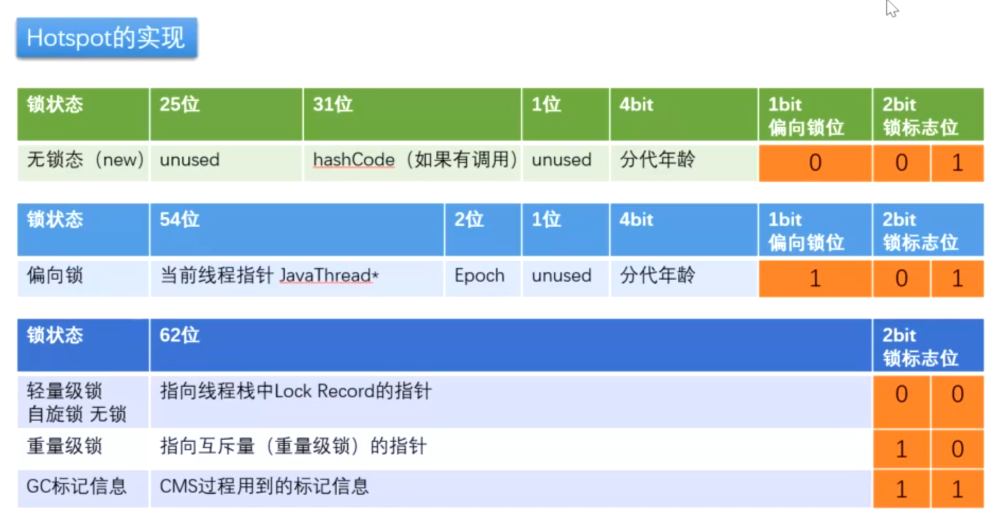 Hotspot的实现
锁状态 25位 31位 1位 4bit 1bit 2bit
偏向锁位 锁标志位
无锁态（new） unused hashCode（如果有调用） unused 分代年龄 0 0 1
锁状态 54位 2位 1位 4bit 1bit 2bit
偏向锁位 锁标志位
偏向锁 当前线程指针 JavaThread* Epoch unused 分代年龄 1 0 1
锁状态 62位 2bit
锁标志位
轻量级锁 指向线程栈中Lock Record的指针 0 0
自旋锁 无锁
重量级锁 指向互斥量（重量级锁）的指针 1 0
GC标记信息 CMS过程用到的标记信息 1 1